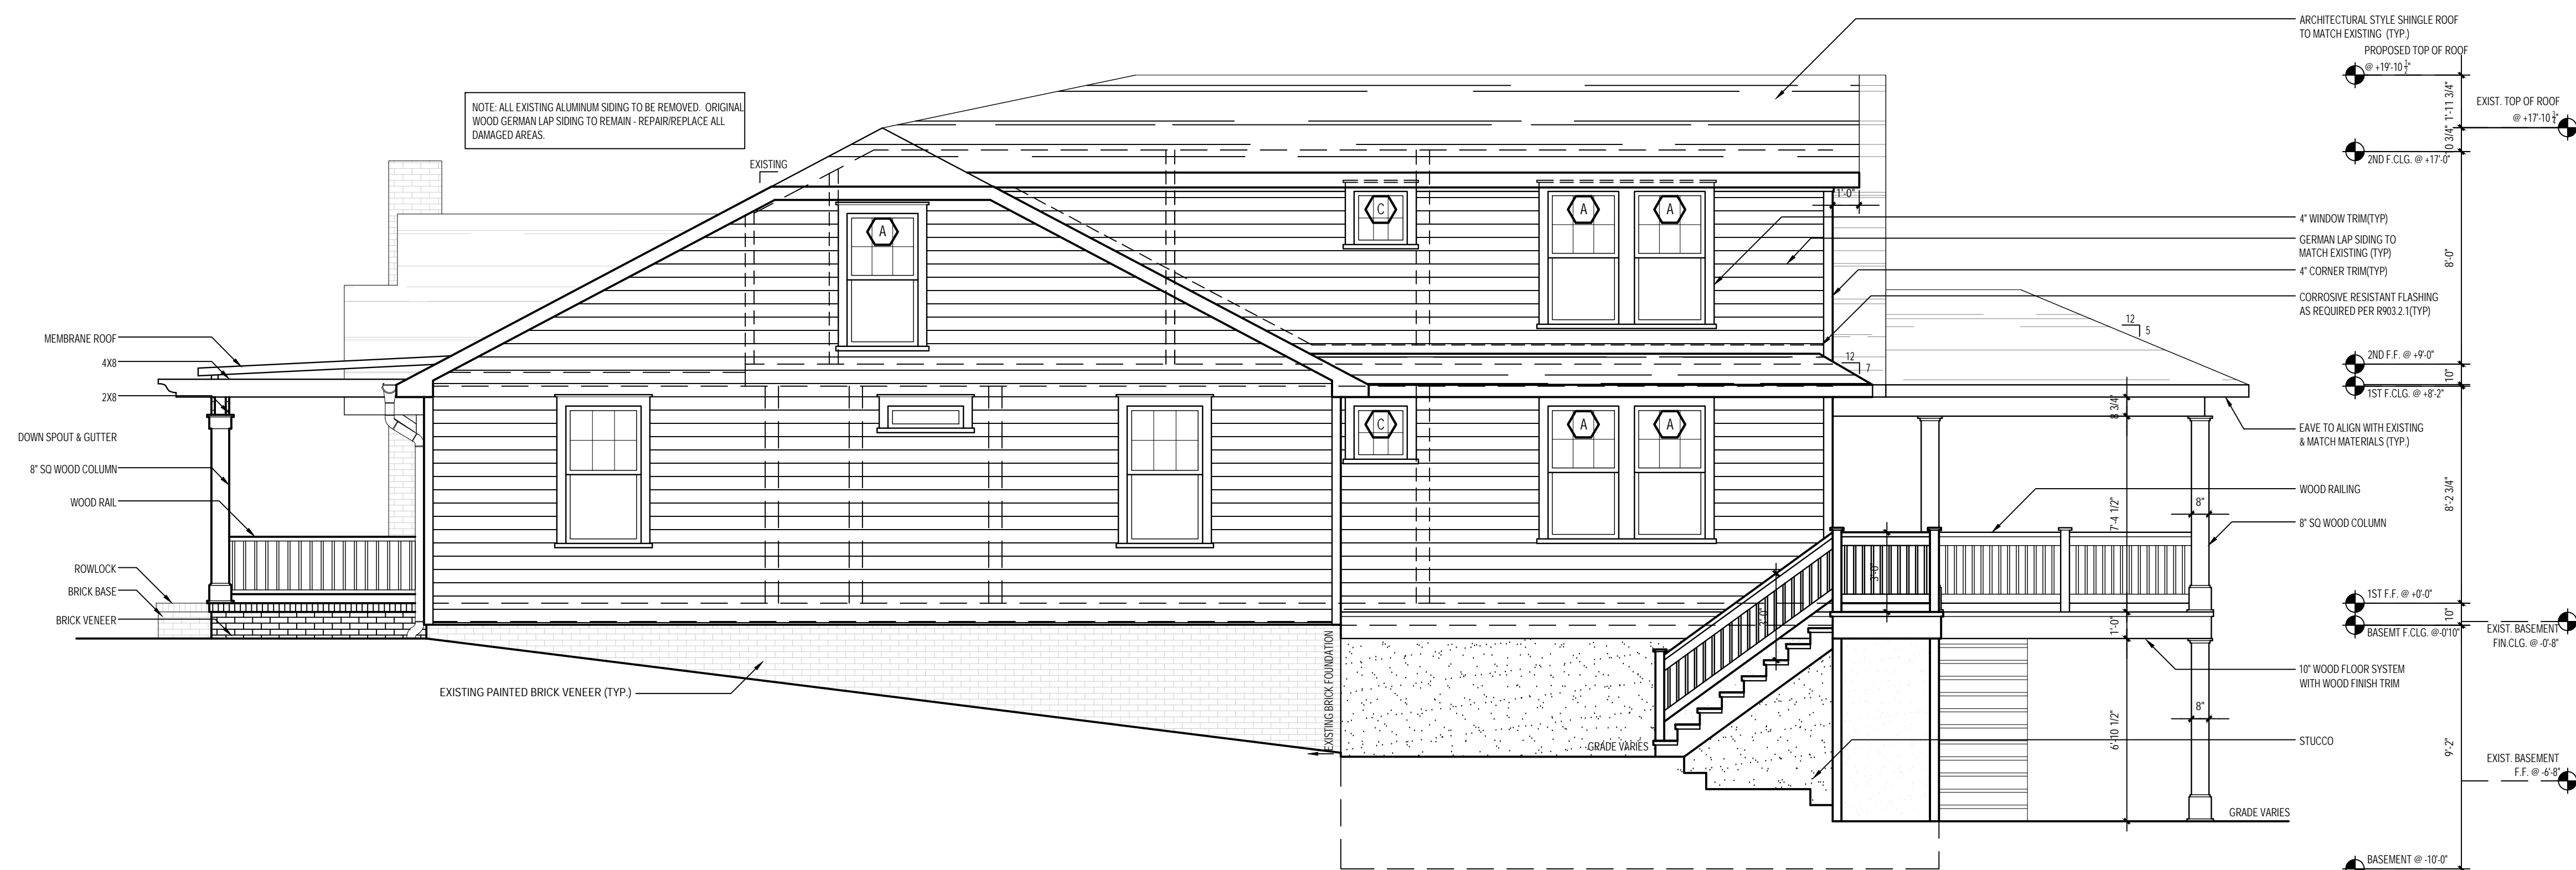 ARCHITECTURAL STYLE SHINGLE ROOF
TO MATCH EXISTING (TYP.)
PROPOSED TOP OF ROOF
@ +19'-10 1/2"
1'-11 3/4"
EXIST. TOP OF ROOF
@ +17'-10 3/4"
10 3/4"
2ND F.CLG. @ +17'-0"
NOTE: ALL EXISTING ALUMINUM SIDING TO BE REMOVED. ORIGINAL
WOOD GERMAN LAP SIDING TO REMAIN - REPAIR/REPLACE ALL
DAMAGED AREAS.
EXISTING
1'-0"
A
C
A
A
4" WINDOW TRIM(TYP)
GERMAN LAP SIDING TO
MATCH EXISTING (TYP)
8'-0"
4" CORNER TRIM(TYP)
CORROSIVE RESISTANT FLASHING
AS REQUIRED PER R903.2.1(TYP)
12
5
12
7
2ND F.F. @ +9'-0"
10"
1ST F.CLG. @ +8'-2"
MEMBRANE ROOF
4X8
2X8
DOWN SPOUT & GUTTER
8" SQ WOOD COLUMN
WOOD RAIL
ROWLOCK
BRICK BASE
BRICK VENEER
C
A
A
8 3/4"
EAVE TO ALIGN WITH EXISTING
& MATCH MATERIALS (TYP.)
WOOD RAILING
8'-2 3/4"
7'-4 1/2"
8"
8" SQ WOOD COLUMN
3'-0"
3'-0"
1ST F.F. @ +0'-0"
10"
1'-0"
BASEMT F.CLG. @-0'10"
EXIST. BASEMENT
FIN.CLG. @ -0'-8"
10" WOOD FLOOR SYSTEM
WITH WOOD FINISH TRIM
EXISTING PAINTED BRICK VENEER (TYP.)
EXISTING BRICK FOUNDATION
GRADE VARIES
8"
6'-10 1/2"
STUCCO
9'-2"
EXIST. BASEMENT
F.F. @ -6'-8"
GRADE VARIES
BASEMENT @ -10'-0"